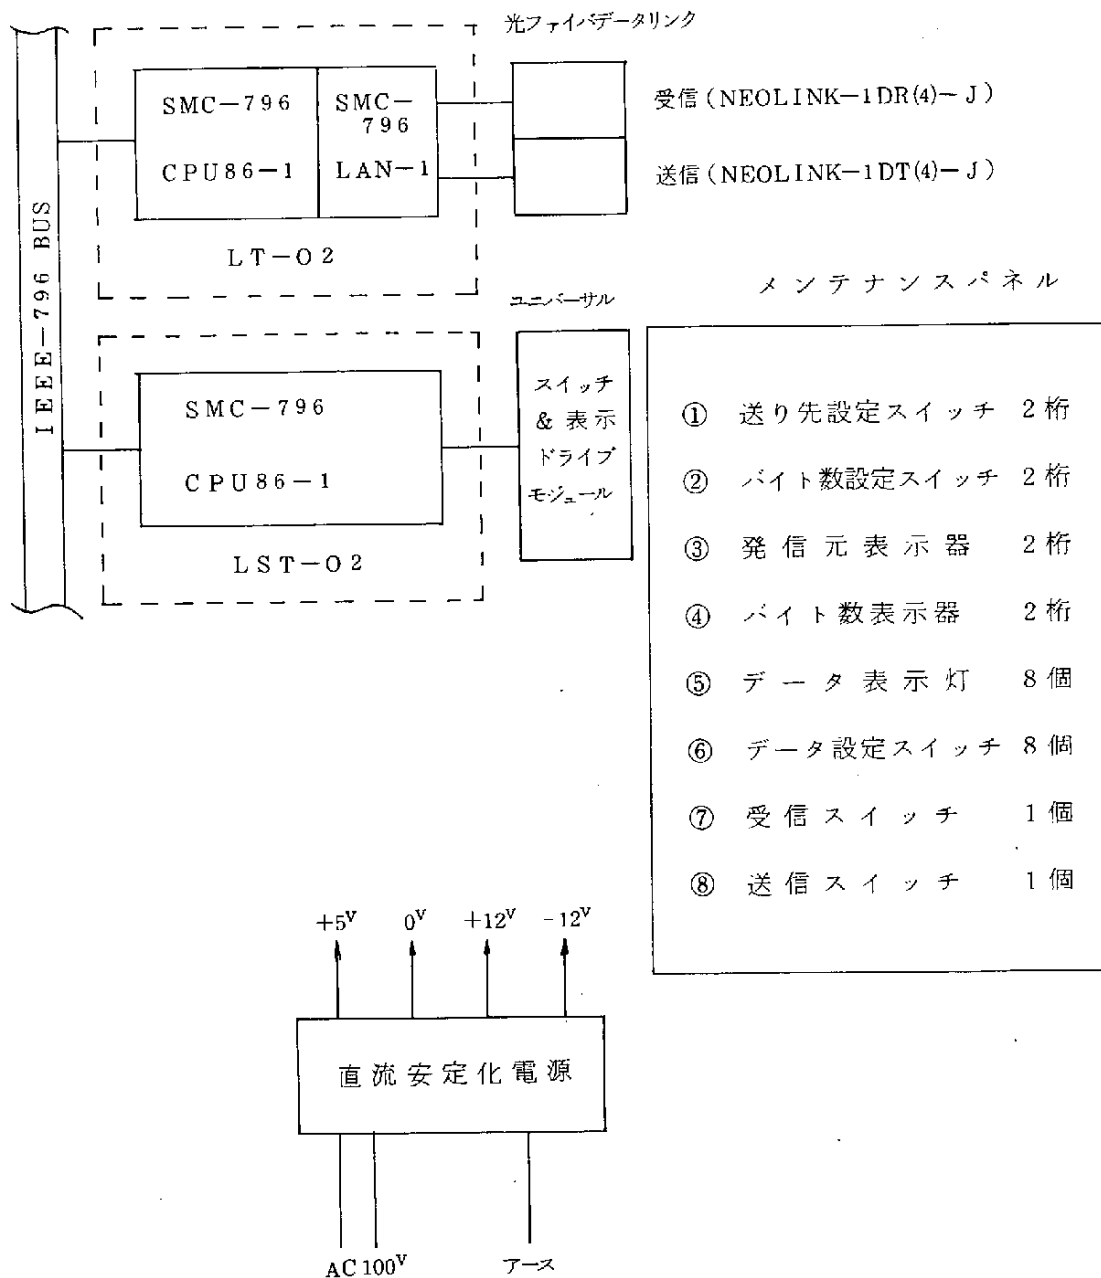 光ファイバデータリンク
SMC-796
CPU86-1
SMC-
796
LAN-1
受信(NEOLINK-1DR(4)-J)
送信(NEOLINK-1DT(4)-J)
LT-02
IEEE-796 BUS
SMC-796
CPU86-1
LST-02
ユニバーサル
スイッチ
&表示
ドライブ
モジュール
メンテナンスパネル
① 送り先設定スイッチ 2桁
② バイト数設定スイッチ 2桁
③ 発信元表示器 2桁
④ バイト数表示器 2桁
⑤ データ表示灯 8個
⑥ データ設定スイッチ 8個
⑦ 受信スイッチ 1個
⑧ 送信スイッチ 1個
+5V 0V +12V -12V
直流安定化電源
AC100V アース